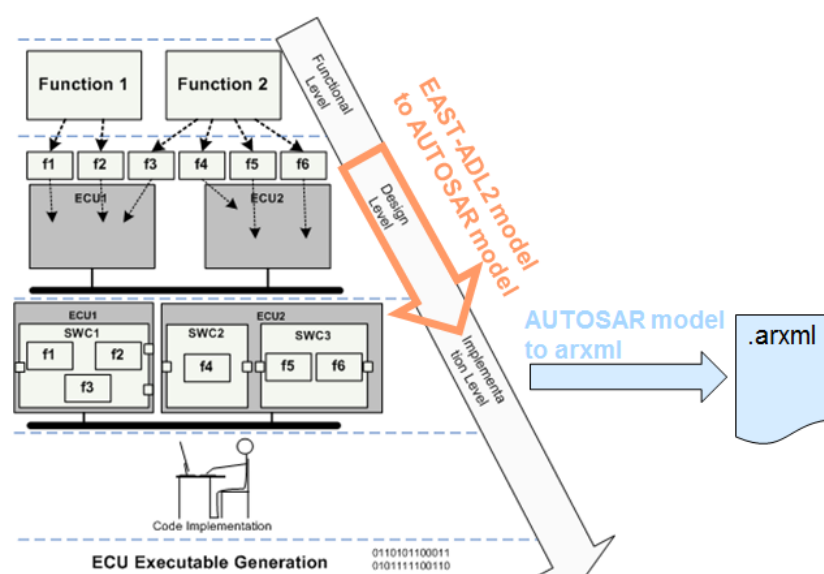 Function 1
Function 2
Functional
Level
EAST-ADL2 model
to AUTOSAR model
f1
f2
f3
f4
f5
f6
ECU1
ECU2
Design
Level
ECU1
ECU2
SWC1
f1
f2
f3
SWC2
f4
SWC3
f5
f6
Implementa
tion Level
AUTOSAR model
to arxml
.arxml
Code Implementation
ECU Executable Generation
0110101100011
0101111100110